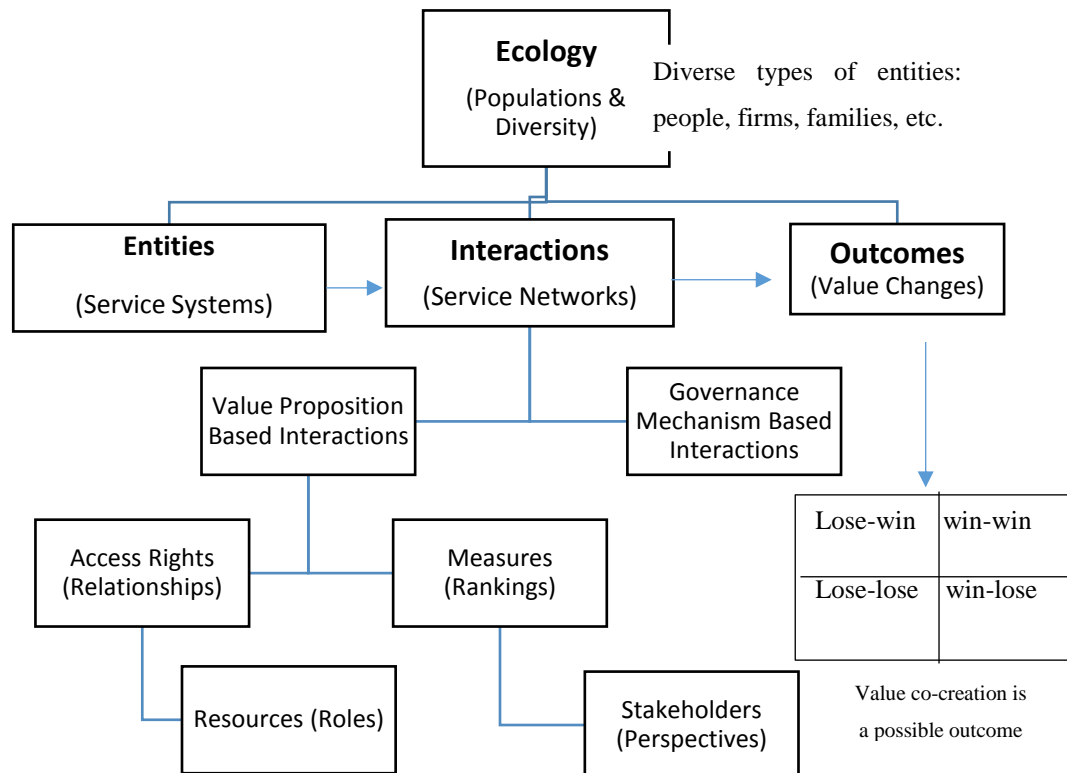 Ecology
(Populations &
Diversity)
Diverse types of entities:
people, firms, families, etc.
Entities
(Service Systems)
Interactions
(Service Networks)
Outcomes
(Value Changes)
Value Proposition
Based Interactions
Governance
Mechanism Based
Interactions
Access Rights
(Relationships)
Measures
(Rankings)
Lose-win
win-win
Lose-lose
win-lose
Resources (Roles)
Stakeholders
(Perspectives)
Value co-creation is
a possible outcome